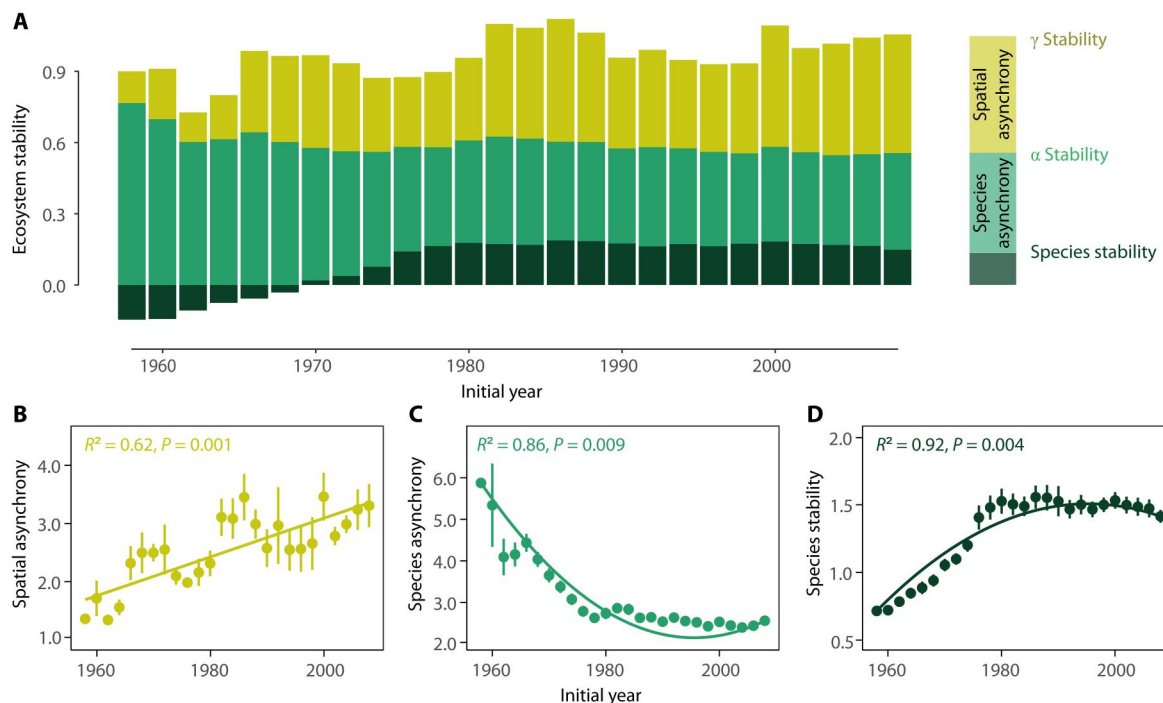 A
Ecosystem stability
0.9
0.6
0.3
0.0
1960
1970
1980
1990
2000
Initial year
Spatial
asynchrony
Species
asynchrony
γ Stability
α Stability
Species stability
B
R² = 0.62, P = 0.001
Spatial asynchrony
4.0
3.0
2.0
1.0
1960
1980
2000
C
R² = 0.86, P = 0.009
Species asynchrony
6.0
5.0
4.0
3.0
2.0
1960
1980
2000
Initial year
D
R² = 0.92, P = 0.004
Species stability
2.0
1.5
1.0
0.5
1960
1980
2000